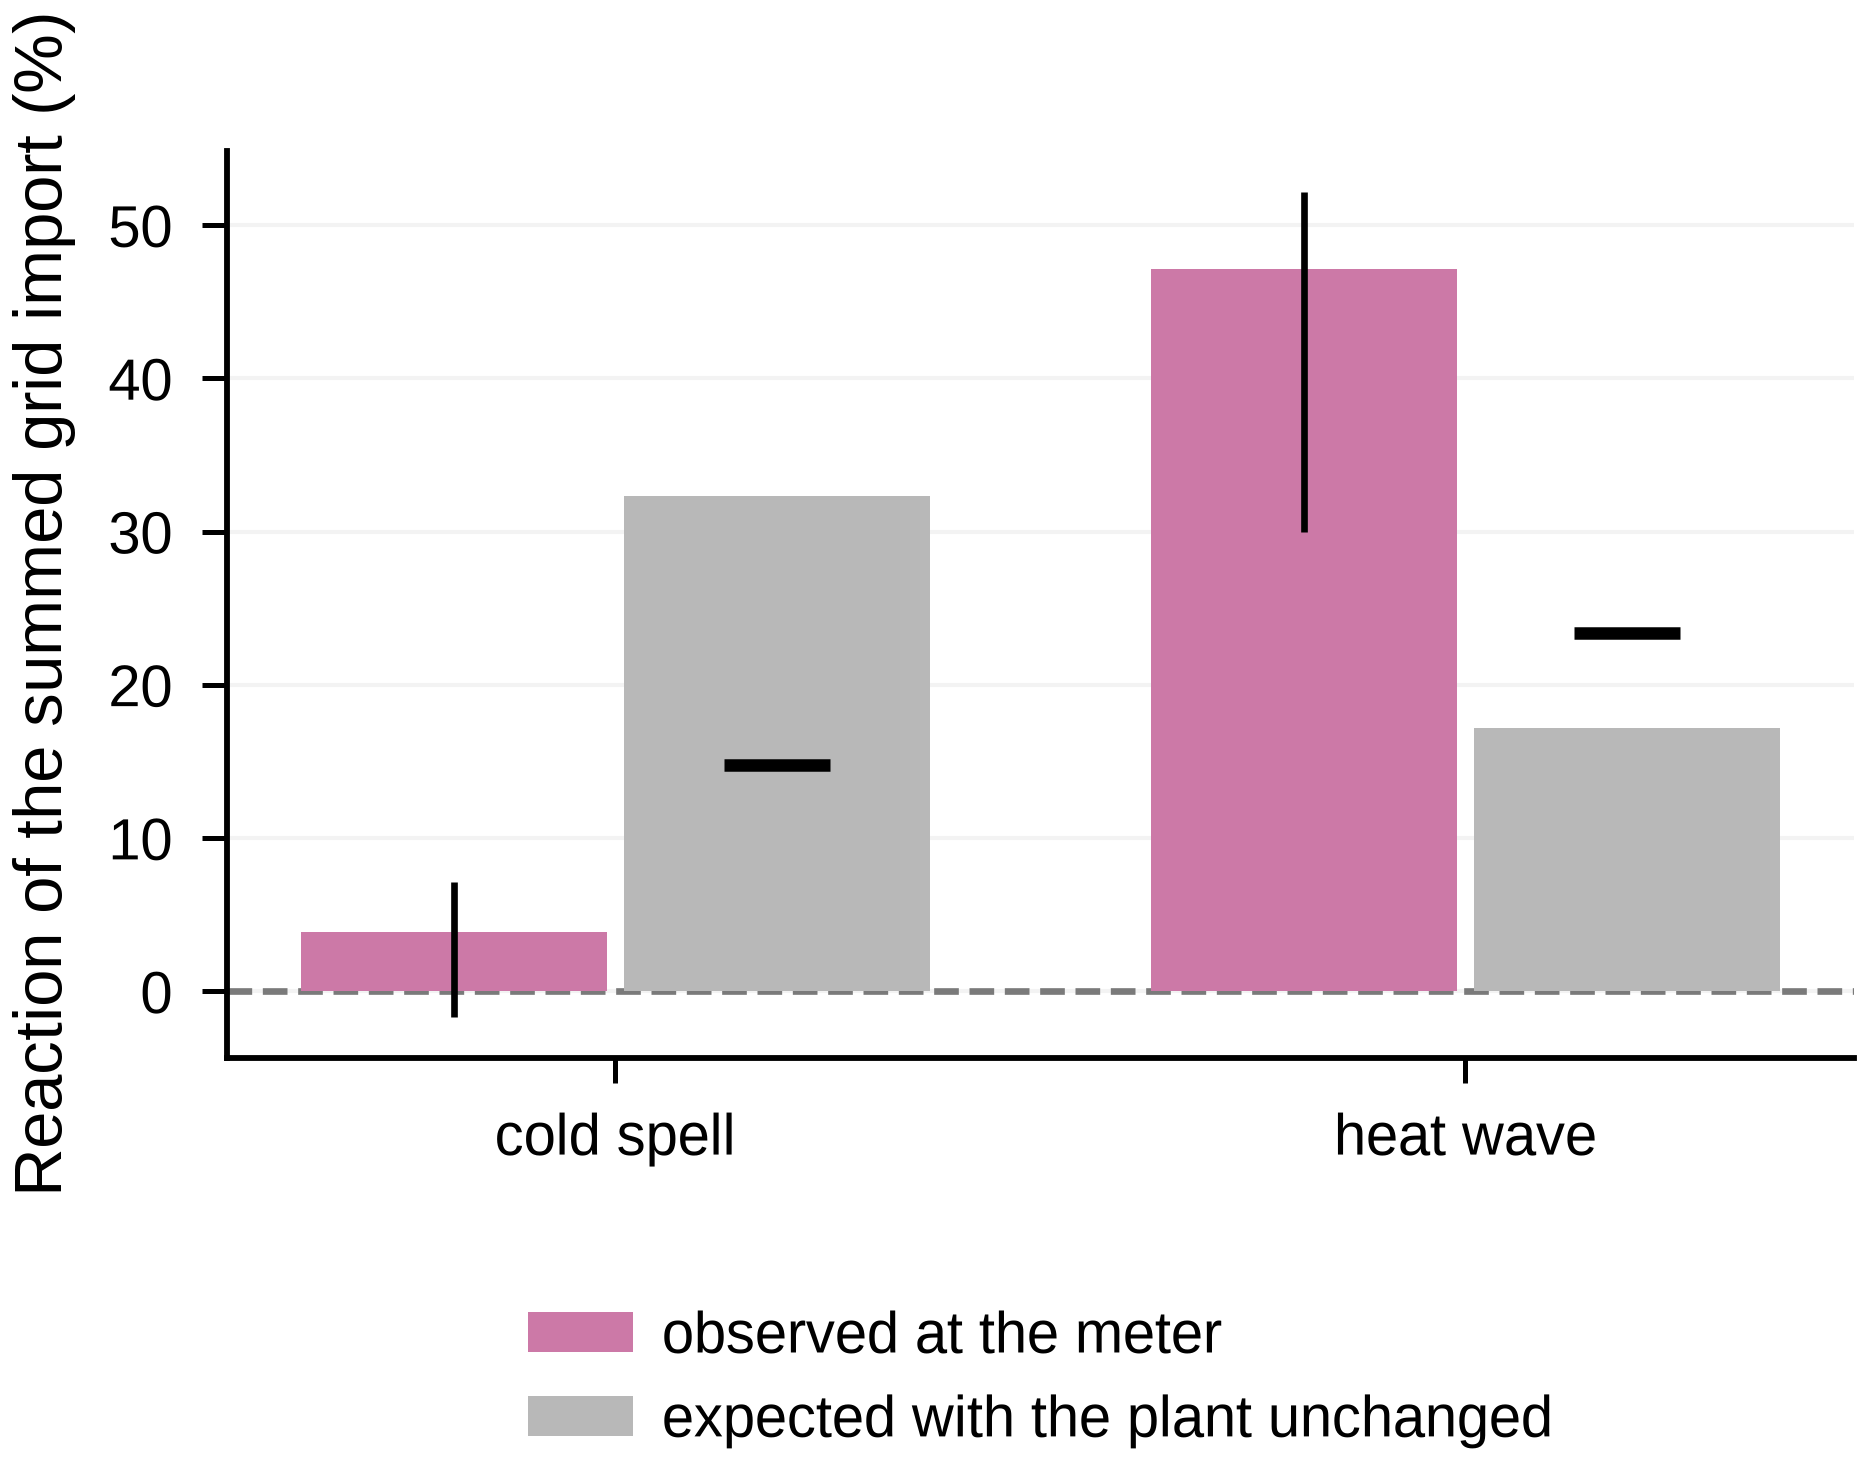 Reaction of the summed grid import (%)
50
40
30
20
10
0
cold spell
heat wave
observed at the meter
expected with the plant unchanged